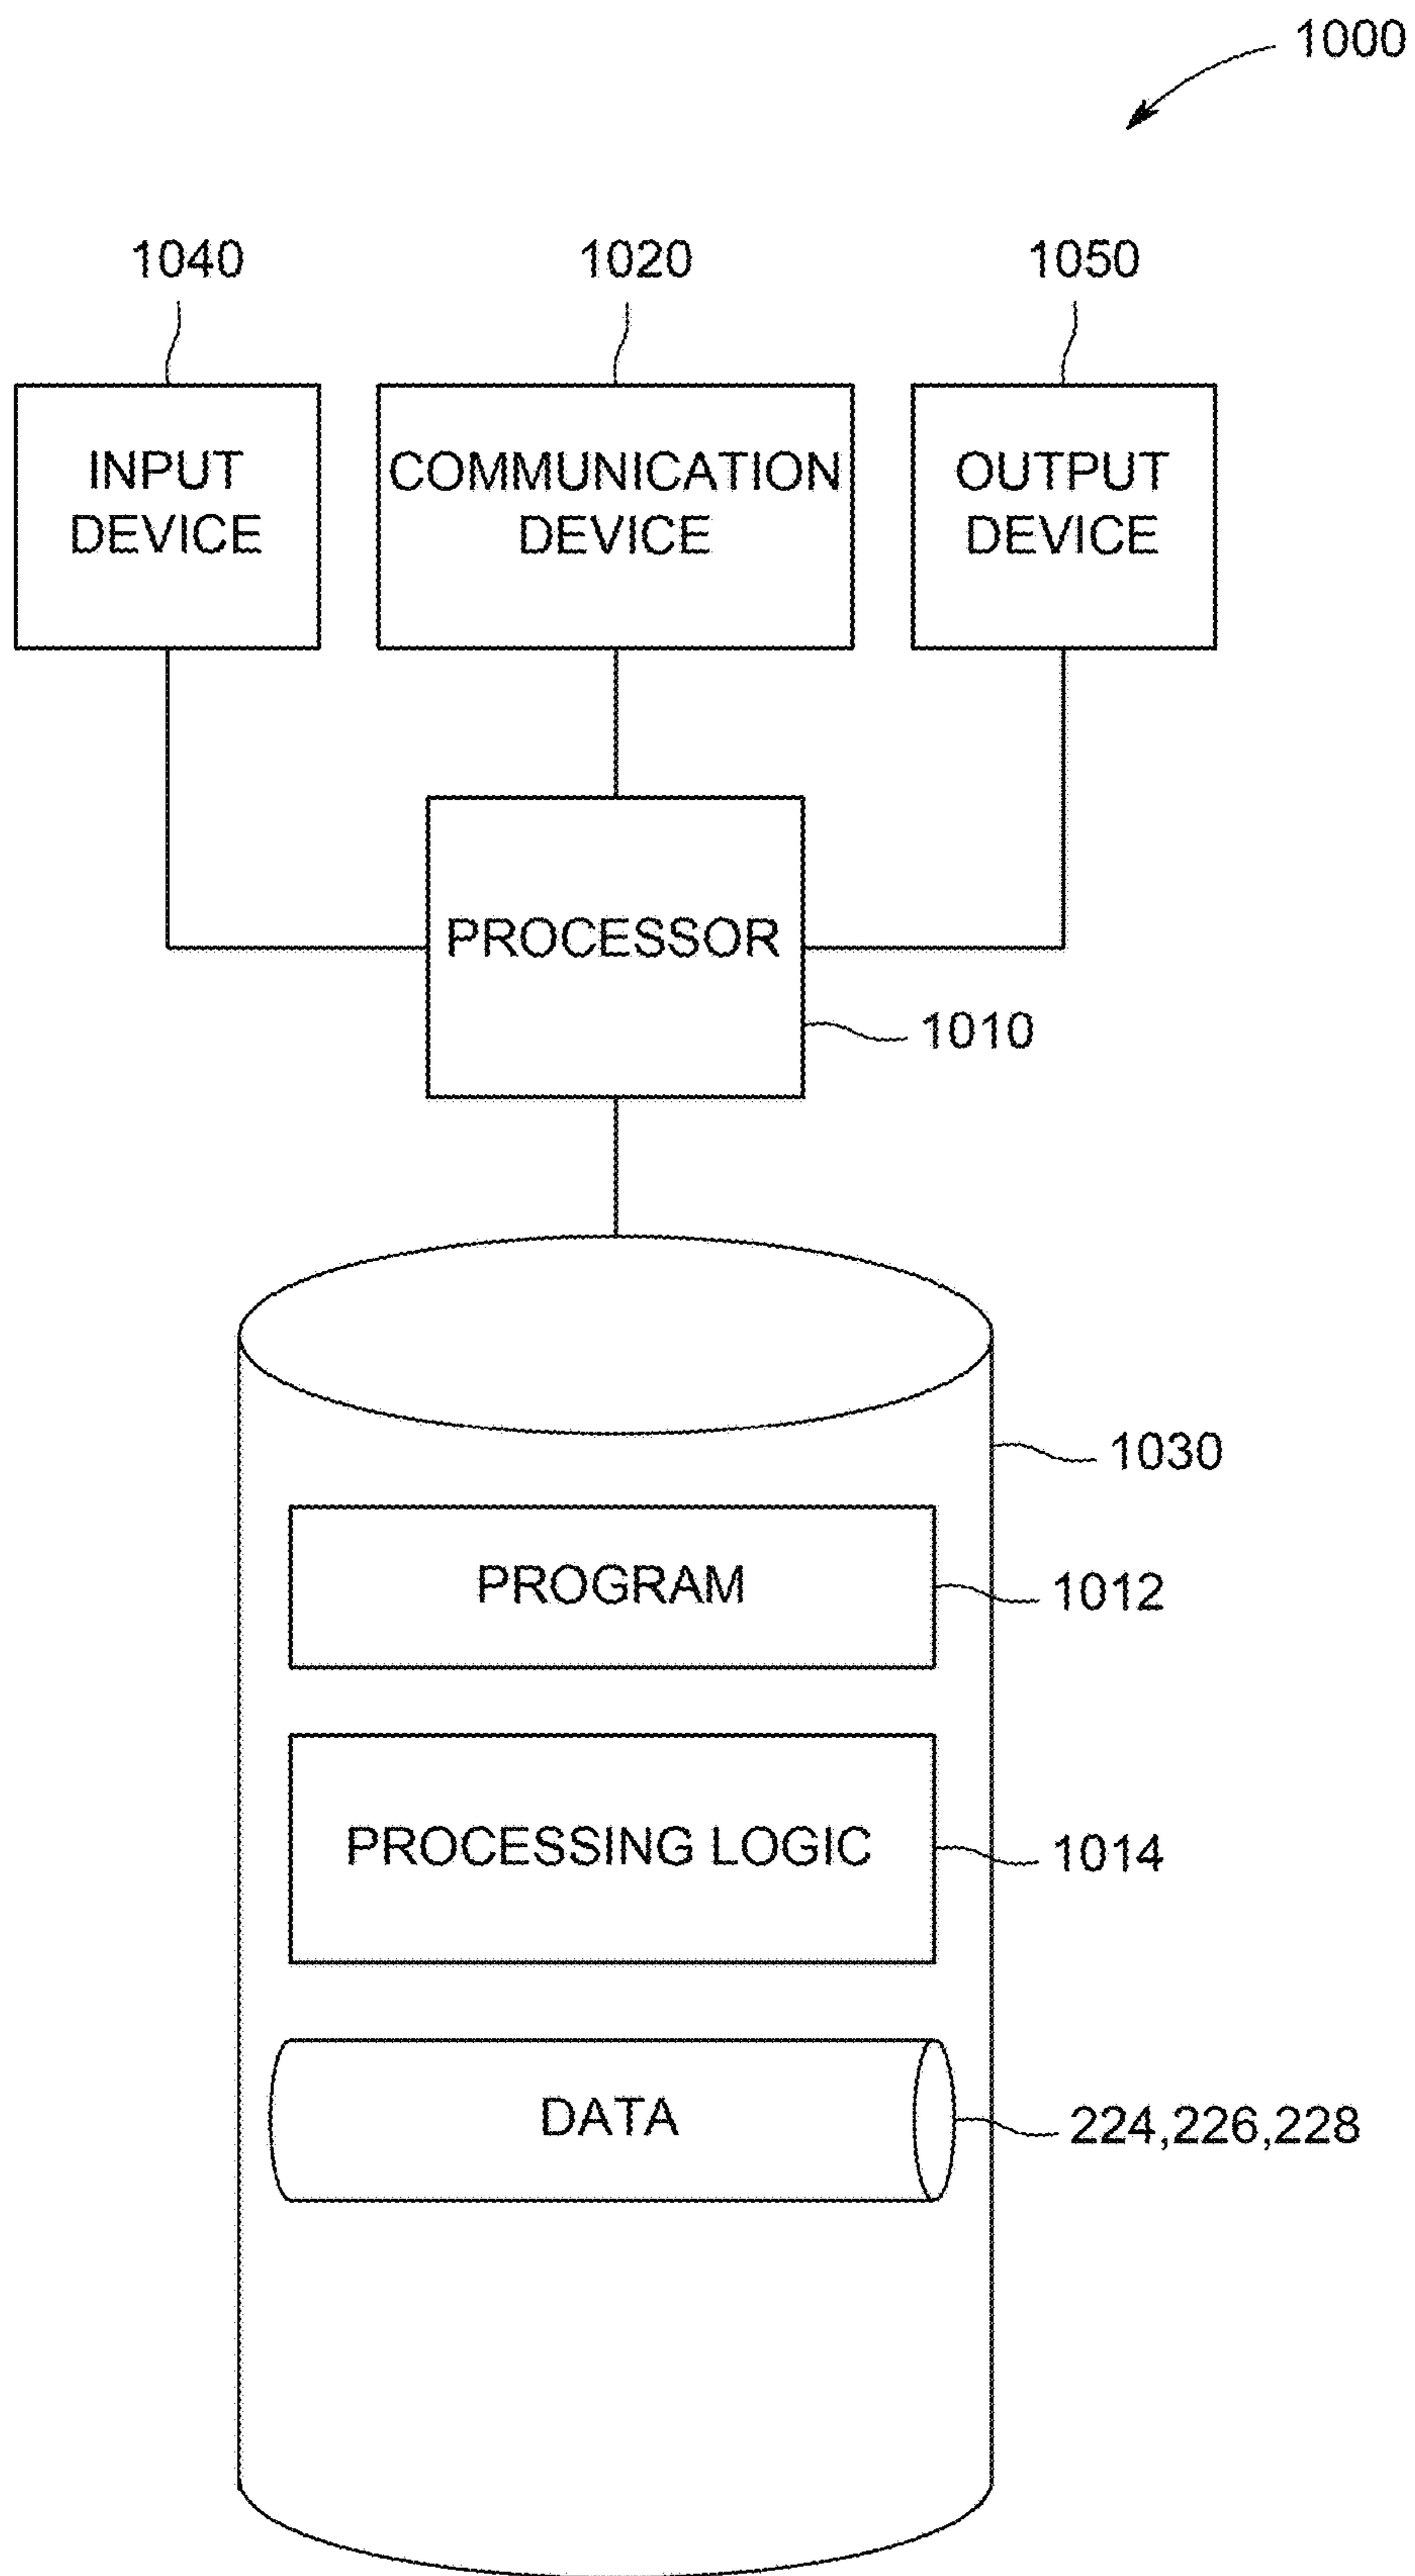 1000
1040
1020
1050
INPUT
DEVICE
COMMUNICATION
DEVICE
OUTPUT
DEVICE
PROCESSOR
1010
1030
PROGRAM
1012
PROCESSING LOGIC
1014
DATA
224,226,228